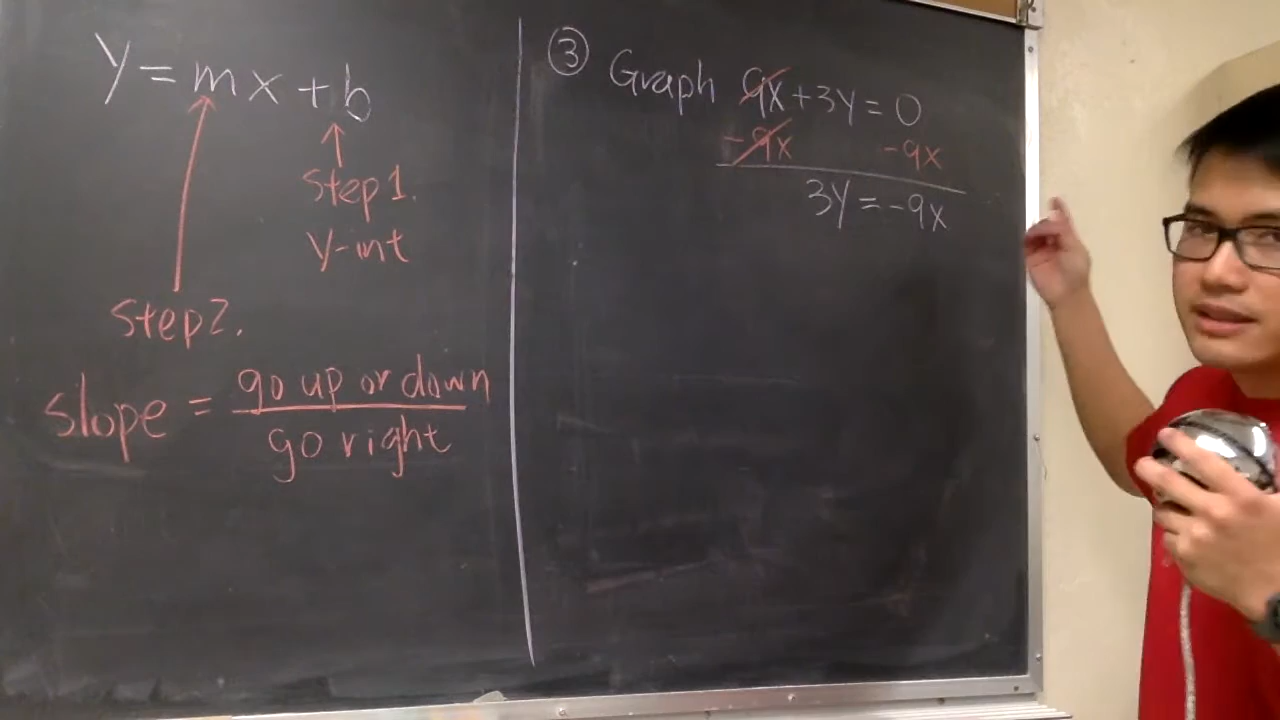 y = mx + b
Step 1.
y-int
Step 2.
slope = go up or down
go right
③ Graph 9x + 3y = 0
-9x -9x
3y = -9x